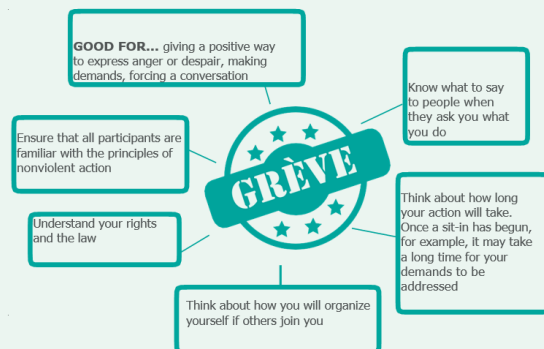 GOOD FOR... giving a positive way
to express anger or despair, making
demands, forcing a conversation
Know what to say
to people when
they ask you what
you do
Ensure that all participants are
familiar with the principles of
nonviolent action
GRÈVE
Think about how long
your action will take.
Once a sit-in has begun,
for example, it may take
a long time for your
demands to be
addressed
Understand your rights
and the law
Think about how you will organize
yourself if others join you